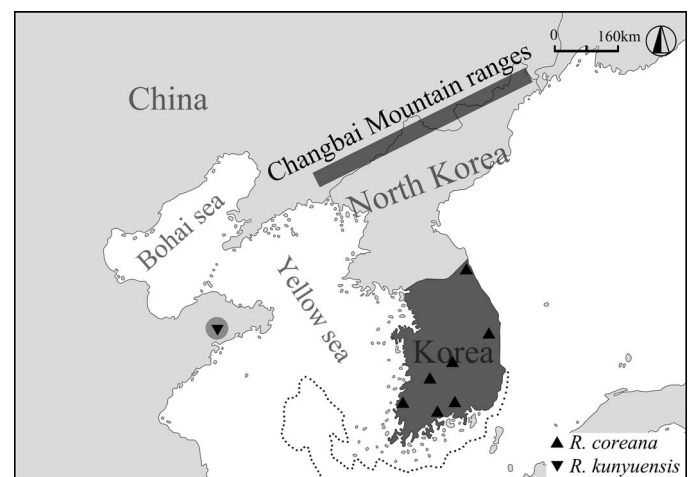 0 160km
China
Changbai Mountain ranges
North Korea
Bohai sea
Yellow sea
Korea
R. coreana
R. kunyuensis